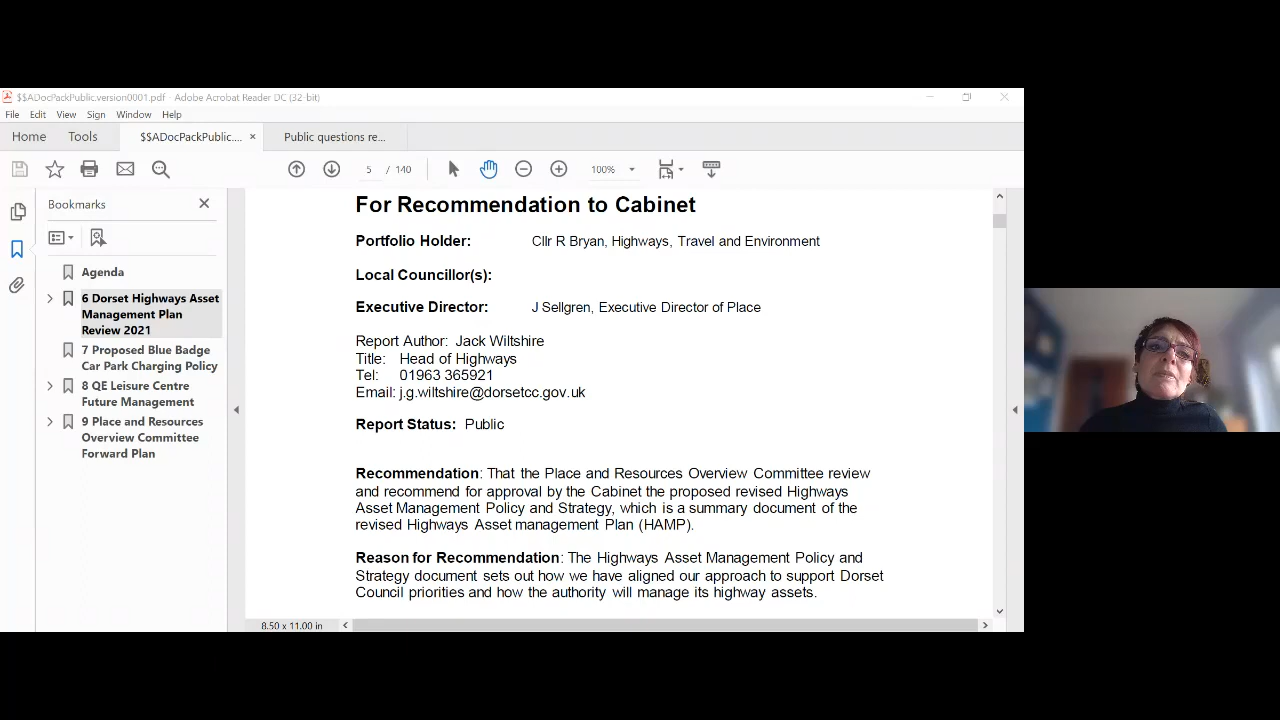 $$ADocPackPublic.version0001.pdf - Adobe Acrobat Reader DC (32-bit)
File Edit View Sign Window Help
Home Tools $$ADocPackPublic.... × Public questions re...
5 / 140 100%
Bookmarks
Agenda
6 Dorset Highways Asset
Management Plan
Review 2021
7 Proposed Blue Badge
Car Park Charging Policy
8 QE Leisure Centre
Future Management
9 Place and Resources
Overview Committee
Forward Plan
For Recommendation to Cabinet
Portfolio Holder: Cllr R Bryan, Highways, Travel and Environment
Local Councillor(s):
Executive Director: J Sellgren, Executive Director of Place
Report Author: Jack Wiltshire
Title: Head of Highways
Tel: 01963 365921
Email: j.g.wiltshire@dorsetcc.gov.uk
Report Status: Public
Recommendation: That the Place and Resources Overview Committee review
and recommend for approval by the Cabinet the proposed revised Highways
Asset Management Policy and Strategy, which is a summary document of the
revised Highways Asset management Plan (HAMP).
Reason for Recommendation: The Highways Asset Management Policy and
Strategy document sets out how we have aligned our approach to support Dorset
Council priorities and how the authority will manage its highway assets.
8.50 x 11.00 in